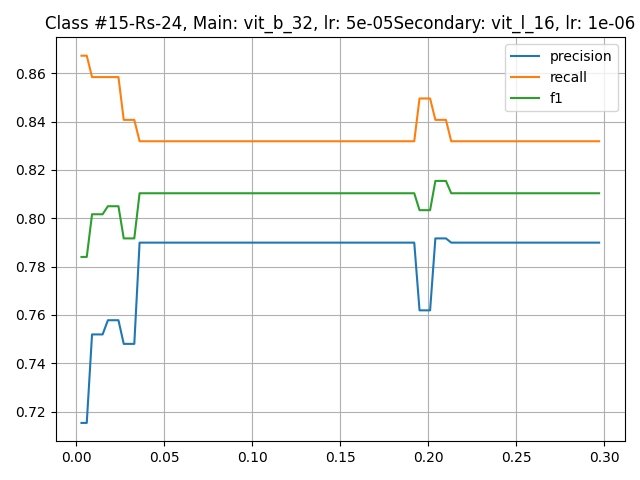 Class #15-Rs-24, Main: vit_b_32, lr: 5e-05Secondary: vit_l_16, lr: 1e-06
precision
recall
f1
0.86
0.84
0.82
0.80
0.78
0.76
0.74
0.72
0.00 0.05 0.10 0.15 0.20 0.25 0.30